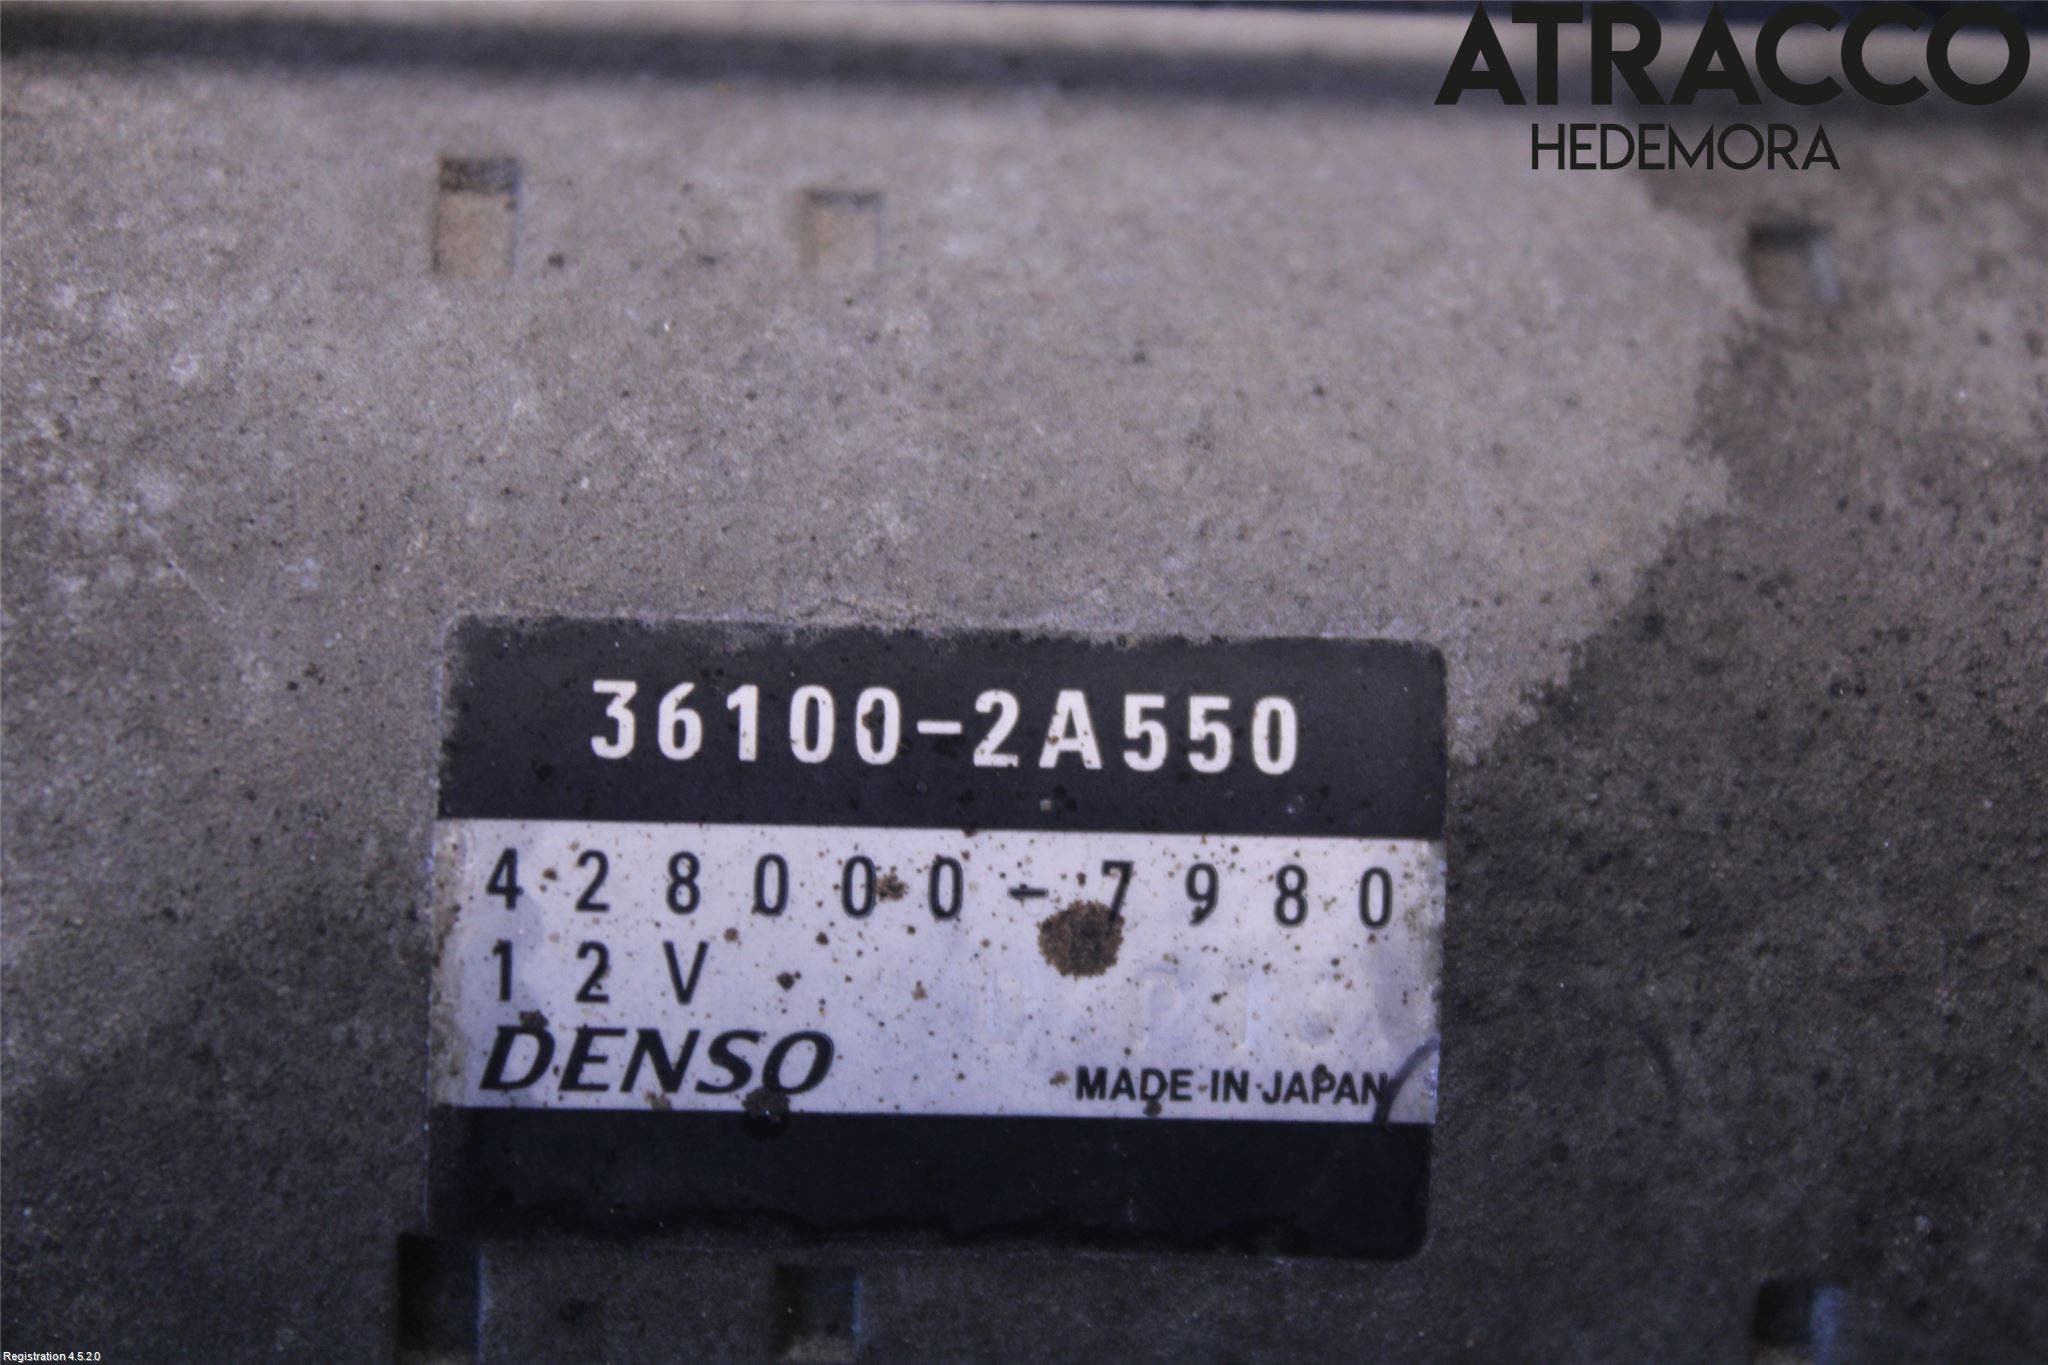 ATRACCO
HEDEMORA
36100-2A550
428000-7980
12V
DENSO
MADE IN JAPAN
Registration 4.5.2.0